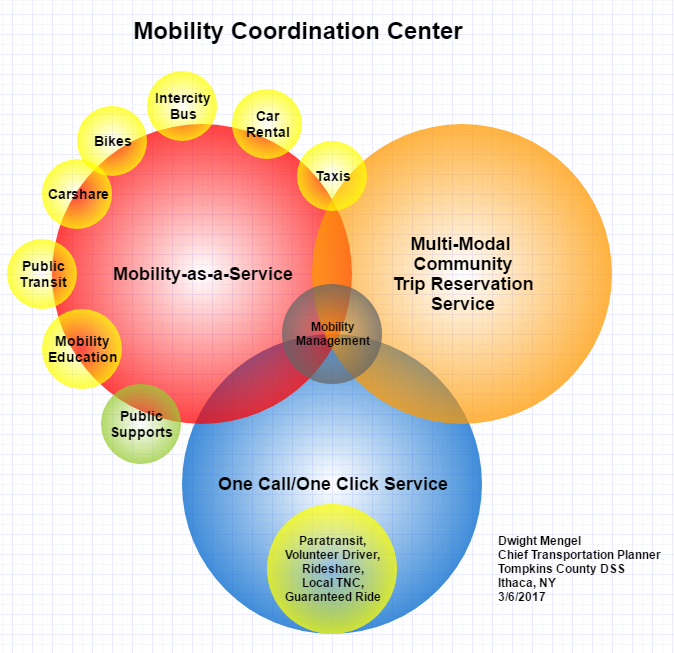 Mobility Coordination Center
Intercity
Bus
Car
Rental
Bikes
Taxis
Carshare
Public
Transit
Mobility-as-a-Service
Multi-Modal
Community
Trip Reservation
Service
Mobility
Management
Mobility
Education
Public
Supports
One Call/One Click Service
Paratransit,
Volunteer Driver,
Rideshare,
Local TNC,
Guaranteed Ride
Dwight Mengel
Chief Transportation Planner
Tompkins County DSS
Ithaca, NY
3/6/2017